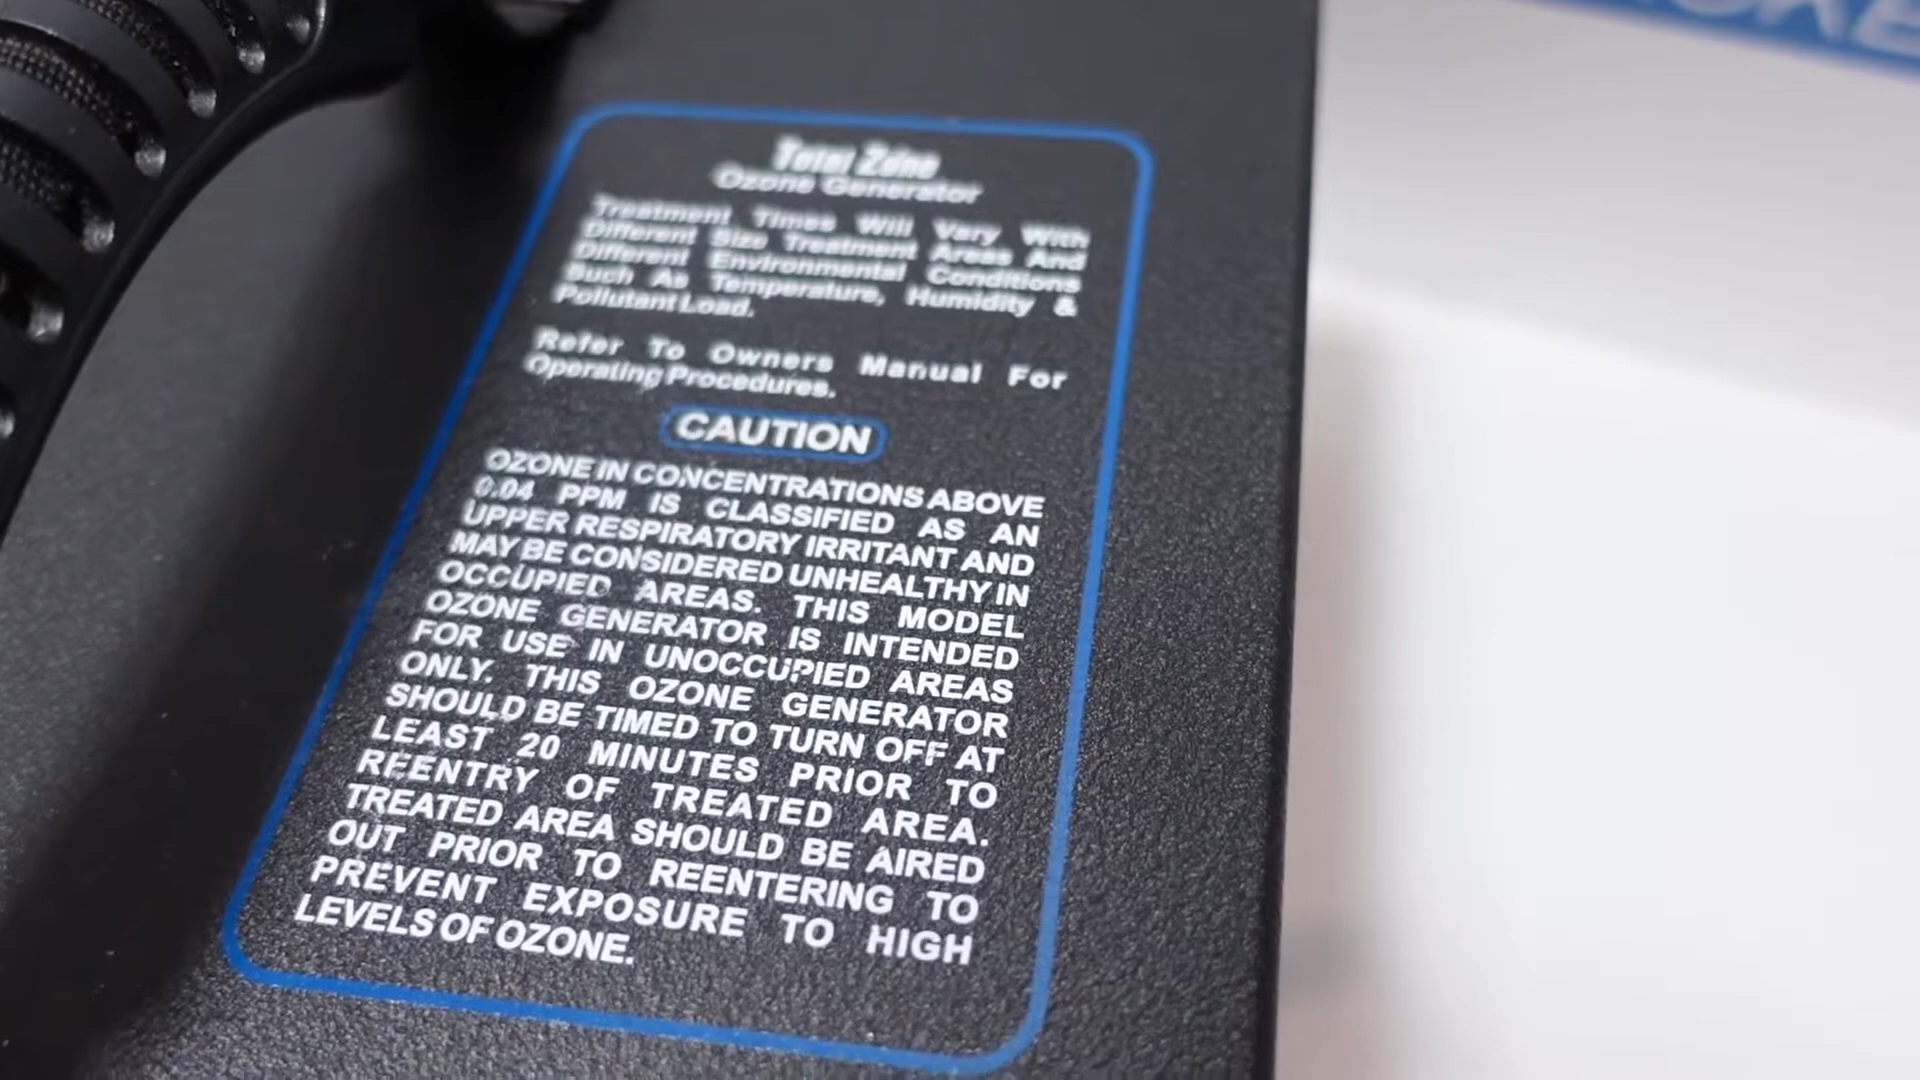 Total Zone
Ozone Generator
Treatment Times Will Vary With
Different Size Treatment Areas And
Different Environmental Conditions
Such As Temperature, Humidity &
Pollutant Load.
Refer To Owners Manual For
Operating Procedures.
CAUTION
OZONE IN CONCENTRATIONS ABOVE
0.04 PPM IS CLASSIFIED AS AN
UPPER RESPIRATORY IRRITANT AND
MAY BE CONSIDERED UNHEALTHY IN
OCCUPIED AREAS. THIS MODEL
OZONE GENERATOR IS INTENDED
FOR USE IN UNOCCUPIED AREAS
ONLY. THIS OZONE GENERATOR
SHOULD BE TIMED TO TURN OFF AT
LEAST 20 MINUTES PRIOR TO
REENTRY OF TREATED AREA.
TREATED AREA SHOULD BE AIRED
OUT PRIOR TO REENTERING TO
PREVENT EXPOSURE TO HIGH
LEVELS OF OZONE.